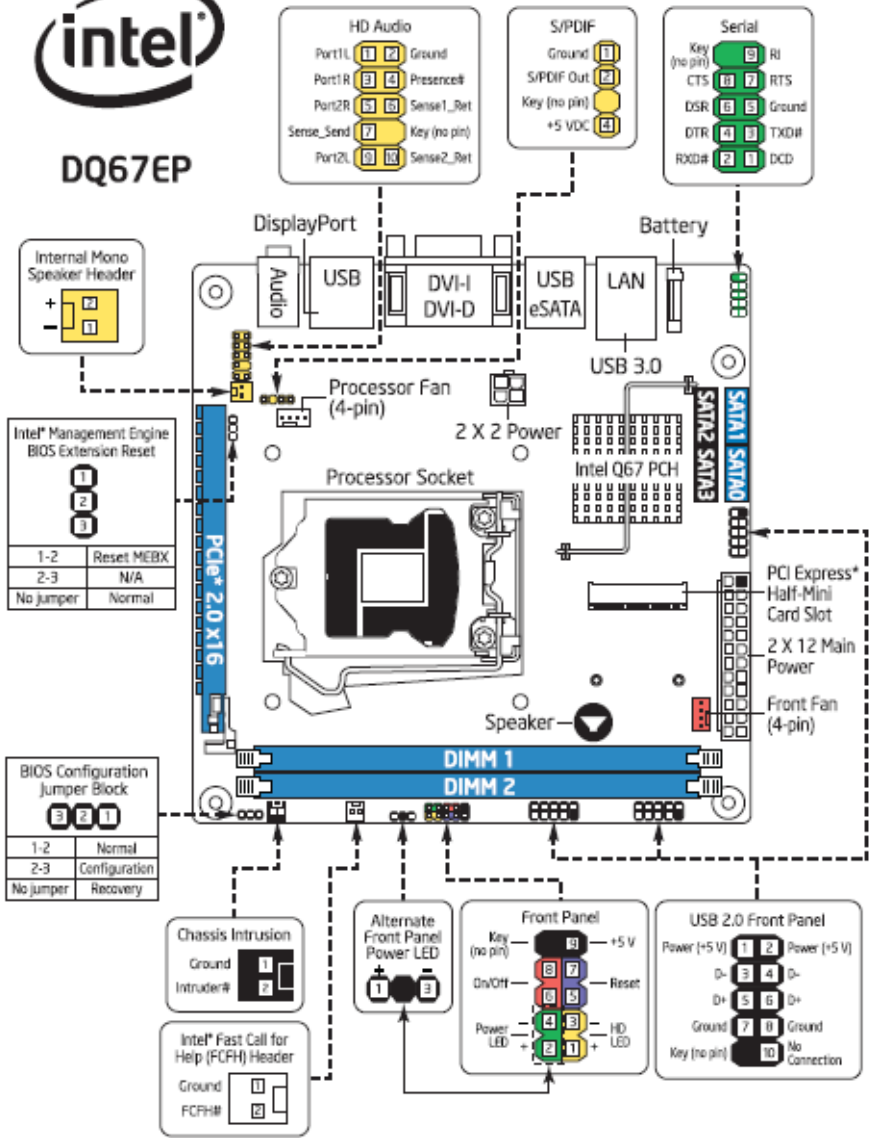 intel
DQ67EP
HD Audio
Port1L 1 2 Ground
Port1R 3 4 Presence#
Port2R 5 6 Sense1_Ret
Sense_Send 7 Key (no pin)
Port2L 9 10 Sense2_Ret
S/PDIF
Ground 1
S/PDIF Out 2
Key (no pin)
+5 VDC 4
Serial
Key
(no pin) 9 RI
CTS 8 7 RTS
DSR 6 5 Ground
DTR 4 3 TXD#
RXD# 2 1 DCD
Internal Mono
Speaker Header
+ 2
– 1
DisplayPort
Battery
Audio
USB
DVI-I
DVI-D
USB
eSATA
LAN
USB 3.0
Processor Fan
(4-pin)
2 X 2 Power
SATA2 SATA3
SATA1 SATA0
Intel Q67 PCH
Intel* Management Engine
BIOS Extension Reset
1
2
3
1-2 Reset MEBX
2-3 N/A
No jumper Normal
PCIe* 2.0 x16
Processor Socket
PCI Express*
Half-Mini
Card Slot
2 X 12 Main
Power
Front Fan
(4-pin)
Speaker
DIMM 1
DIMM 2
BIOS Configuration
Jumper Block
3 2 1
1-2 Normal
2-3 Configuration
No jumper Recovery
Chassis Intrusion
Ground 1
Intruder# 2
Intel* Fast Call for
Help (FCFH) Header
Ground 1
FCFH# 2
Alternate
Front Panel
Power LED
+ –
1 3
Front Panel
Key
(no pin) 9 +5 V
On/Off 8 7 Reset
6 5
Power
LED – 4 3 – HD
LED
+ 2 1 +
USB 2.0 Front Panel
Power (+5 V) 1 2 Power (+5 V)
D- 3 4 D-
D+ 5 6 D+
Ground 7 8 Ground
Key (no pin) 10 No
Connection